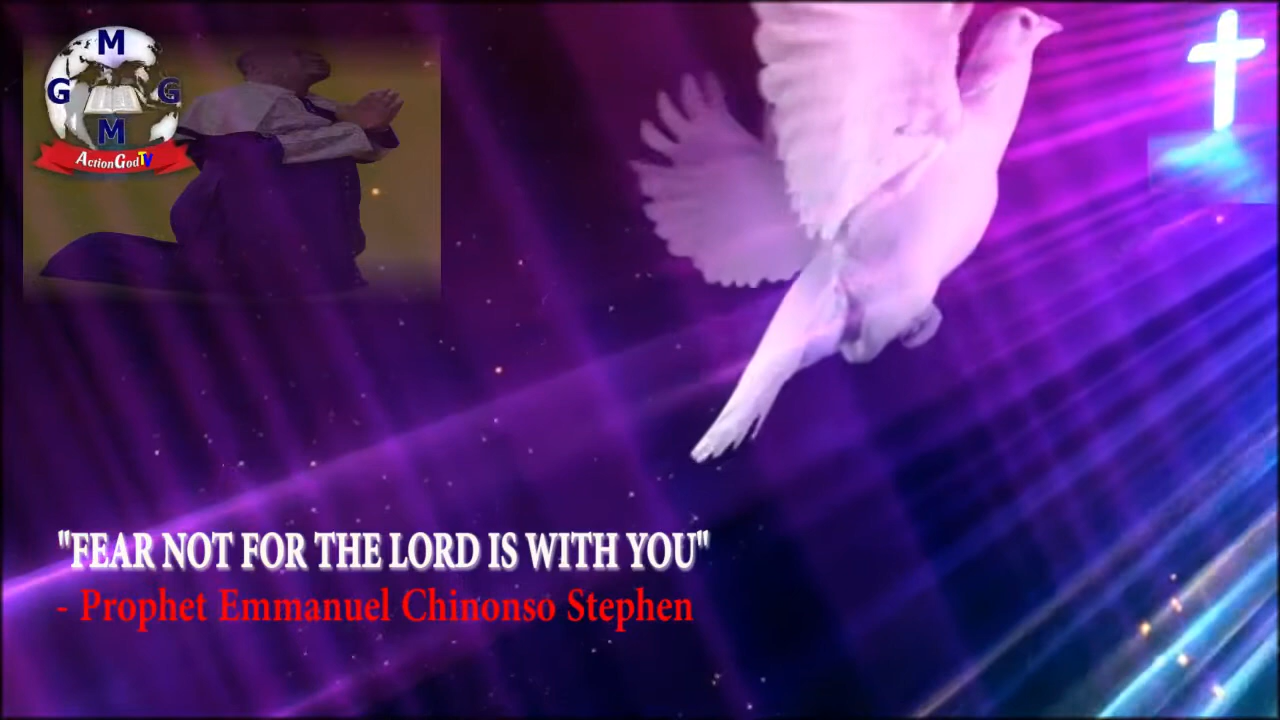 M
G G
M
ActionGodTV
"FEAR NOT FOR THE LORD IS WITH YOU"
- Prophet Emmanuel Chinonso Stephen